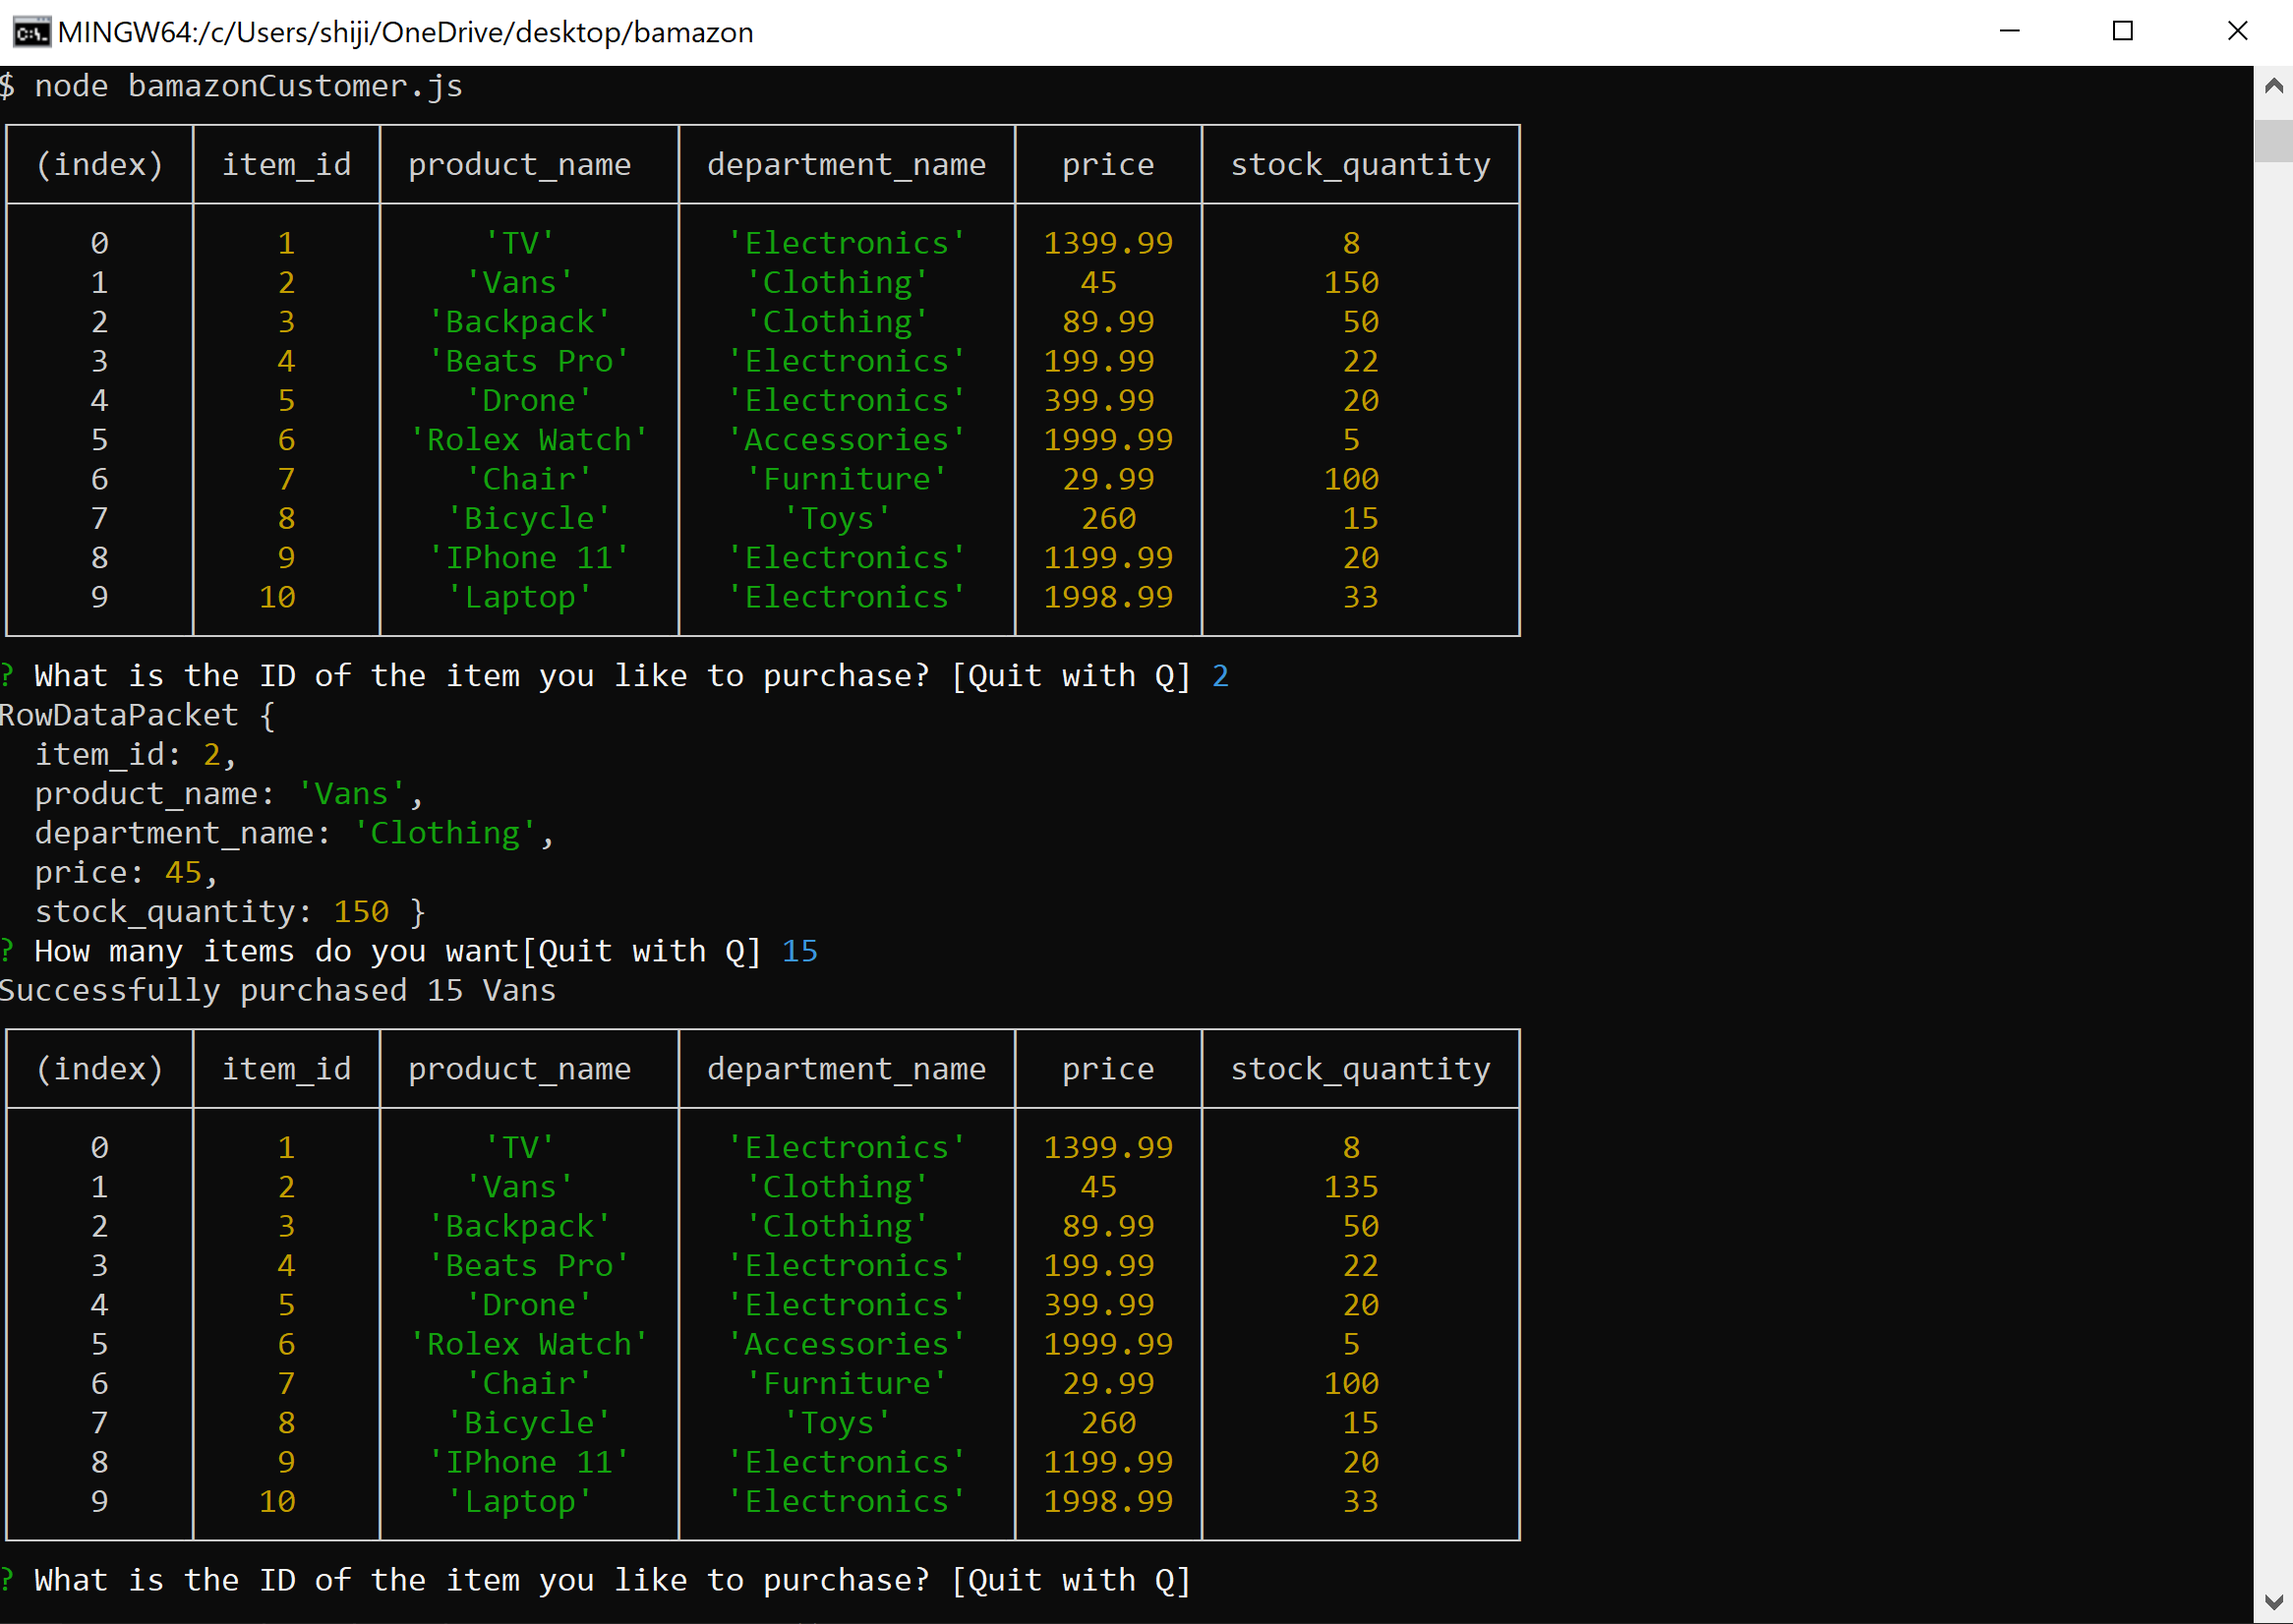 MINGW64:/c/Users/shiji/OneDrive/desktop/bamazon
$ node bamazonCustomer.js
(index) item_id product_name department_name price stock_quantity
0 1 'TV' 'Electronics' 1399.99 8
1 2 'Vans' 'Clothing' 45 150
2 3 'Backpack' 'Clothing' 89.99 50
3 4 'Beats Pro' 'Electronics' 199.99 22
4 5 'Drone' 'Electronics' 399.99 20
5 6 'Rolex Watch' 'Accessories' 1999.99 5
6 7 'Chair' 'Furniture' 29.99 100
7 8 'Bicycle' 'Toys' 260 15
8 9 'IPhone 11' 'Electronics' 1199.99 20
9 10 'Laptop' 'Electronics' 1998.99 33
? What is the ID of the item you like to purchase? [Quit with Q] 2
RowDataPacket {
item_id: 2,
product_name: 'Vans',
department_name: 'Clothing',
price: 45,
stock_quantity: 150 }
? How many items do you want[Quit with Q] 15
Successfully purchased 15 Vans
(index) item_id product_name department_name price stock_quantity
0 1 'TV' 'Electronics' 1399.99 8
1 2 'Vans' 'Clothing' 45 135
2 3 'Backpack' 'Clothing' 89.99 50
3 4 'Beats Pro' 'Electronics' 199.99 22
4 5 'Drone' 'Electronics' 399.99 20
5 6 'Rolex Watch' 'Accessories' 1999.99 5
6 7 'Chair' 'Furniture' 29.99 100
7 8 'Bicycle' 'Toys' 260 15
8 9 'IPhone 11' 'Electronics' 1199.99 20
9 10 'Laptop' 'Electronics' 1998.99 33
? What is the ID of the item you like to purchase? [Quit with Q]